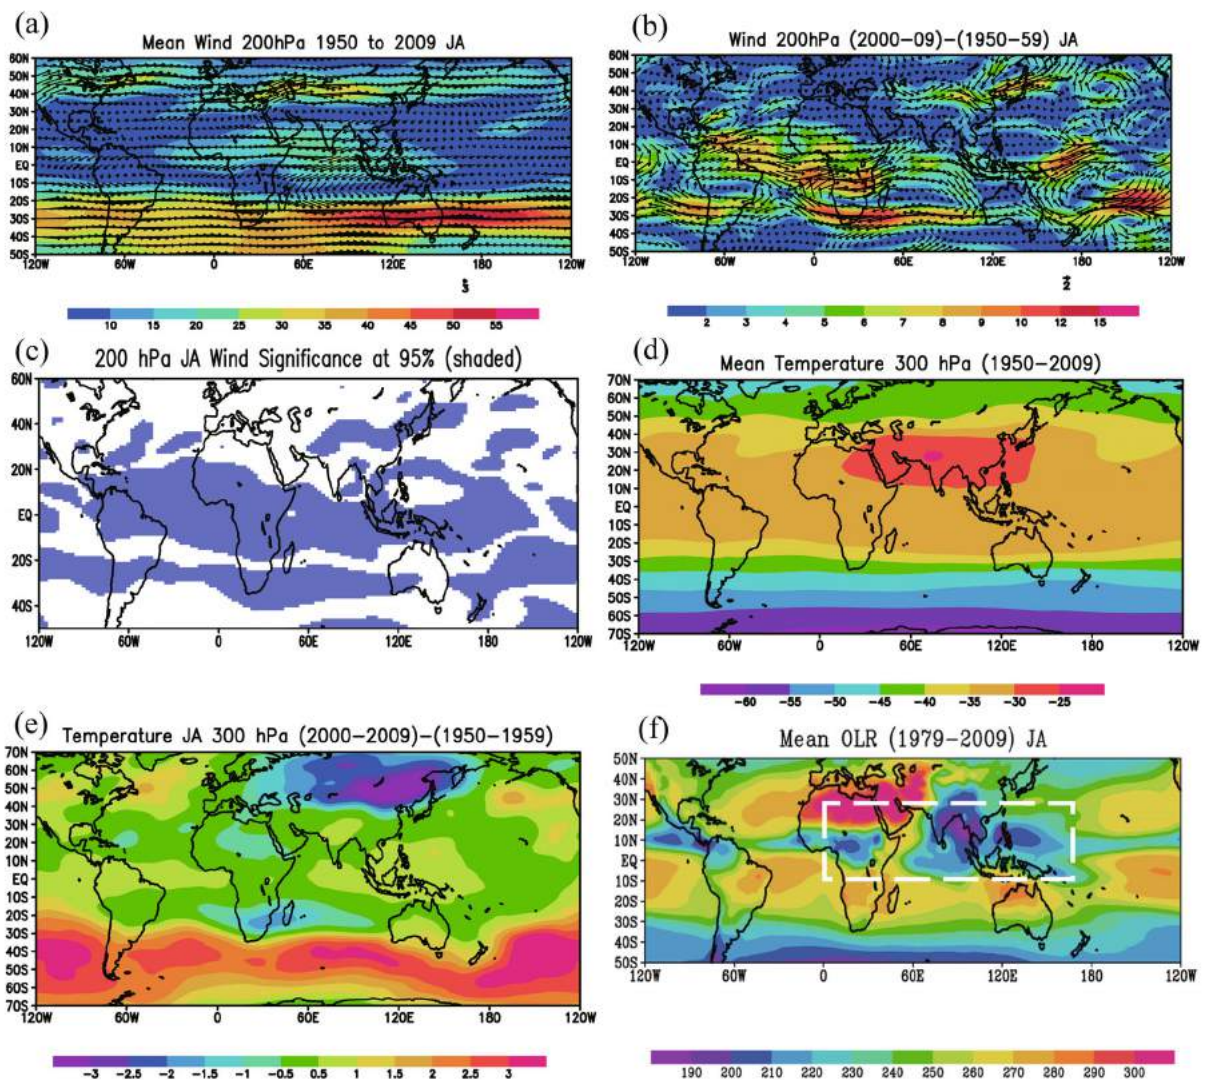 (a)
Mean Wind 200hPa 1950 to 2009 JA
60N
50N
40N
30N
20N
10N
EQ
10S
20S
30S
40S
50S
120W 60W 0 60E 120E 180 120W
3
10 15 20 25 30 35 40 45 50 55
(b)
Wind 200hPa (2000-09)-(1950-59) JA
60N
50N
40N
30N
20N
10N
EQ
10S
20S
30S
40S
50S
120W 60W 0 60E 120E 180 120W
2
2 3 4 5 6 7 8 9 10 12 15
(c)
200 hPa JA Wind Significance at 95% (shaded)
60N
40N
20N
EQ
20S
40S
120W 60W 0 60E 120E 180 120W
(d)
Mean Temperature 300 hPa (1950-2009)
70N
60N
50N
40N
30N
20N
10N
EQ
10S
20S
30S
40S
50S
60S
70S
120W 60W 0 60E 120E 180 120W
-60 -55 -50 -45 -40 -35 -30 -25
(e)
Temperature JA 300 hPa (2000-2009)-(1950-1959)
70N
60N
50N
40N
30N
20N
10N
EQ
10S
20S
30S
40S
50S
60S
70S
120W 60W 0 60E 120E 180 120W
-3 -2.5 -2 -1.5 -1 -0.5 0.5 1 1.5 2 2.5 3
(f)
Mean OLR (1979-2009) JA
50N
40N
30N
20N
10N
EQ
10S
20S
30S
40S
50S
120W 60W 0 60E 120E 180 120W
190 200 210 220 230 240 250 260 270 280 290 300